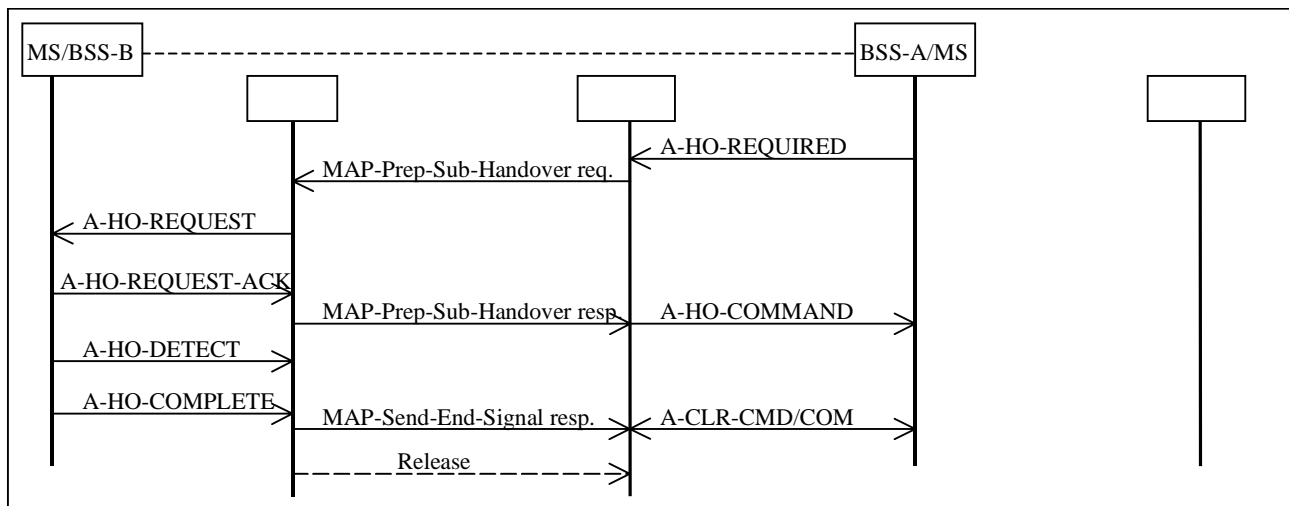 MS/BSS-B
BSS-A/MS
A-HO-REQUIRED
MAP-Prep-Sub-Handover req.
A-HO-REQUEST
A-HO-REQUEST-ACK
MAP-Prep-Sub-Handover resp.
A-HO-COMMAND
A-HO-DETECT
A-HO-COMPLETE
MAP-Send-End-Signal resp.
A-CLR-CMD/COM
Release